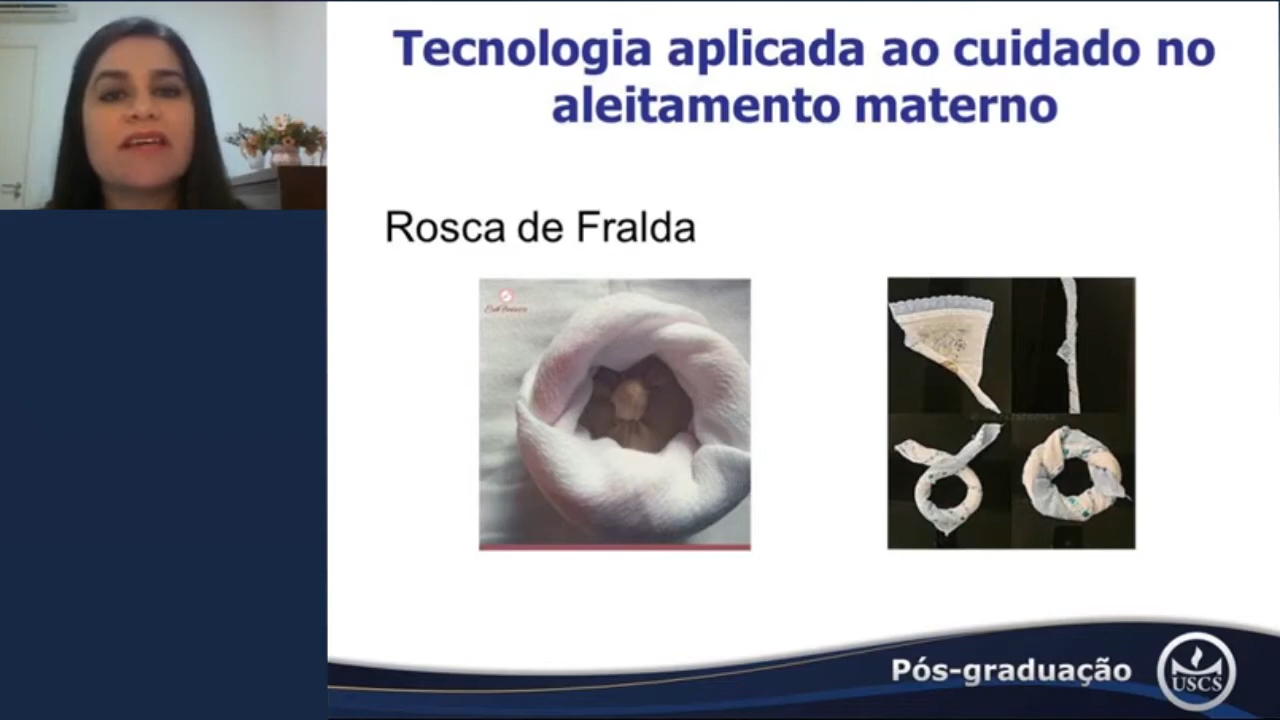 Tecnologia aplicada ao cuidado no
aleitamento materno
Rosca de Fralda
Pós-graduação
USCS